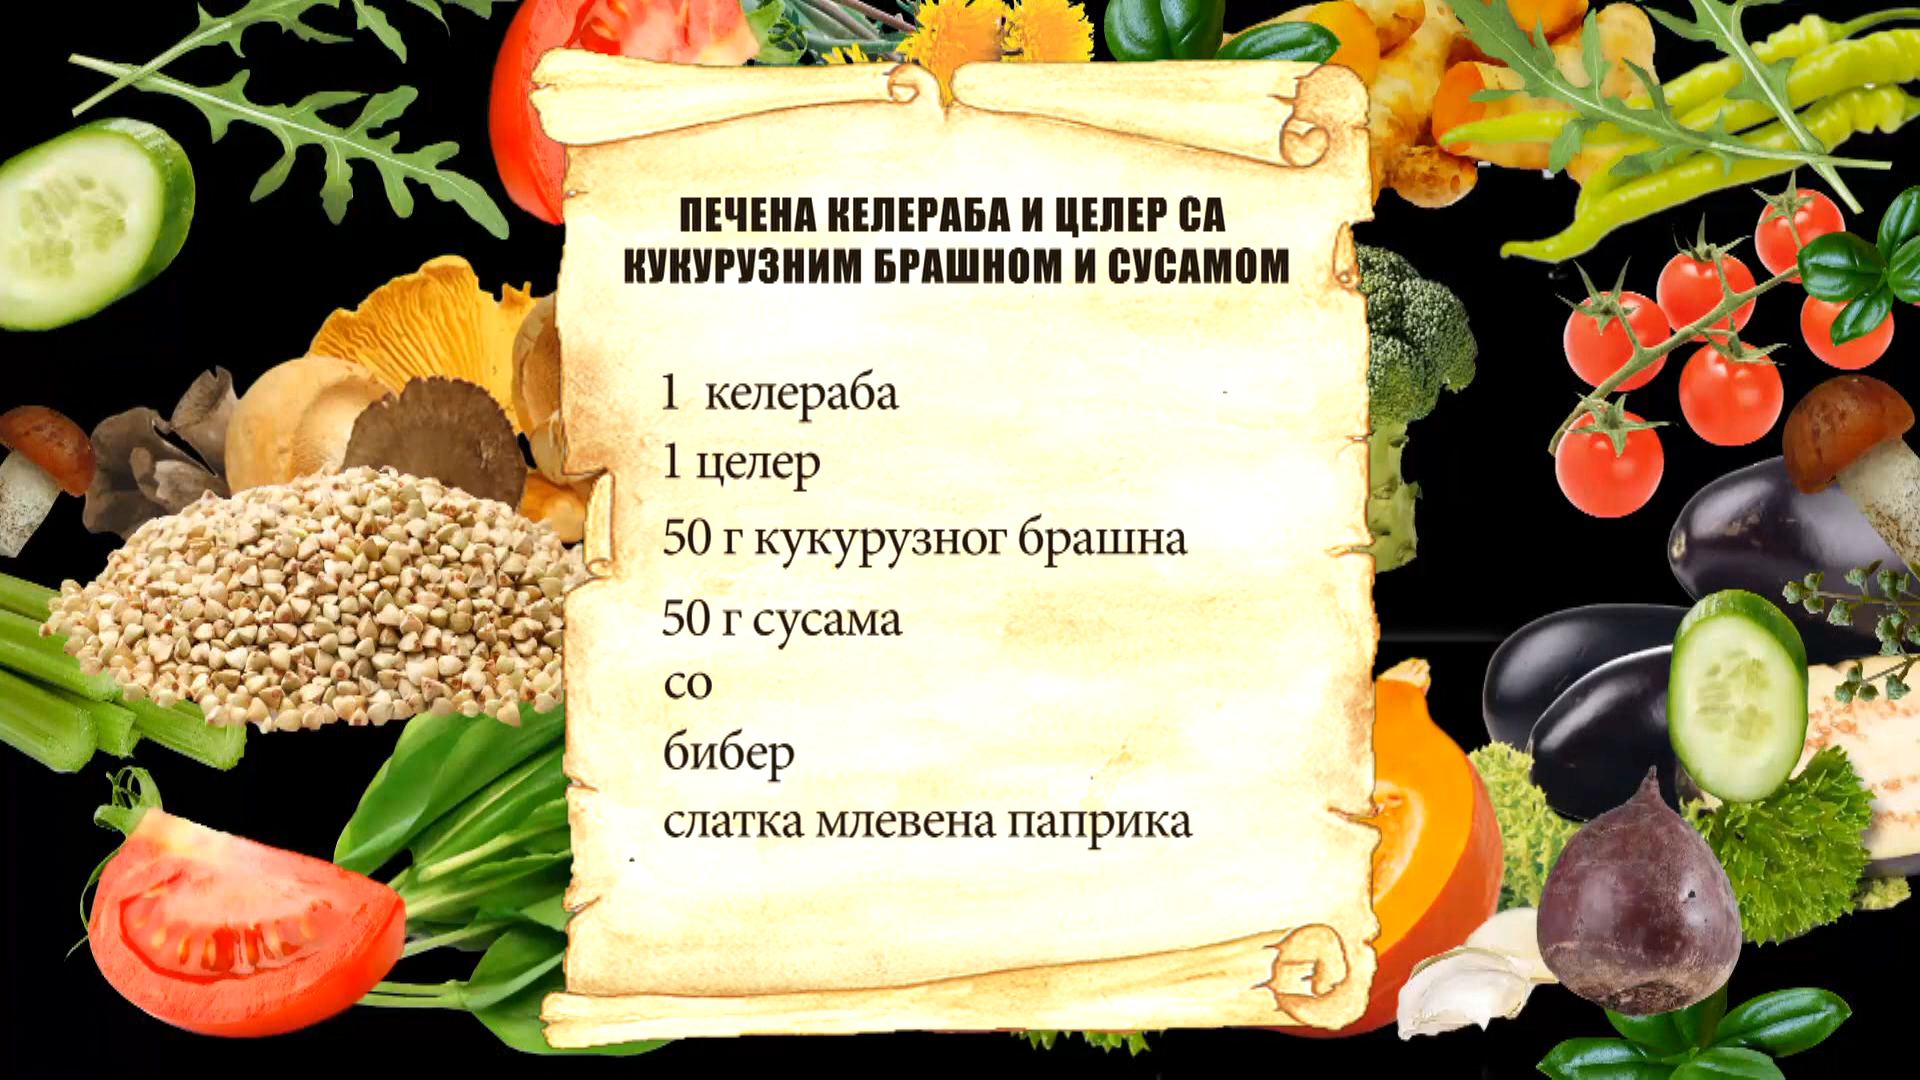 ПЕЧЕНА КЕЛЕРАБА И ЦЕЛЕР СА
КУКУРУЗНИМ БРАШНОМ И СУСАМОМ
1 келераба
1 целер
50 г кукурузног брашна
50 г сусама
со
бибер
слатка млевена паприка